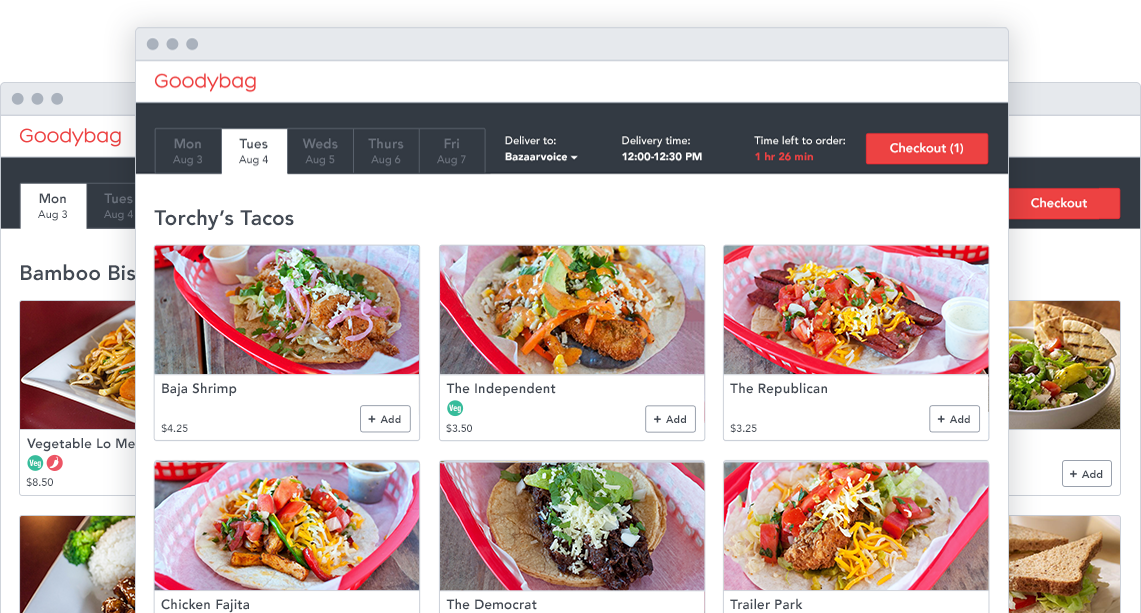 Goodybag
Mon
Aug 3
Tues
Aug 4
Weds
Aug 5
Thurs
Aug 6
Fri
Aug 7
Deliver to:
Bazaarvoice
Delivery time:
12:00-12:30 PM
Time left to order:
1 hr 26 min
Checkout (1)
Torchy's Tacos
Baja Shrimp
$4.25
+ Add
The Independent
Veg
$3.50
+ Add
The Republican
$3.25
+ Add
Chicken Fajita
The Democrat
Trailer Park
Goodybag
Mon
Aug 3
Tues
Aug 4
Checkout
Bamboo Bis
Vegetable Lo Me
Veg
$8.50
+ Add